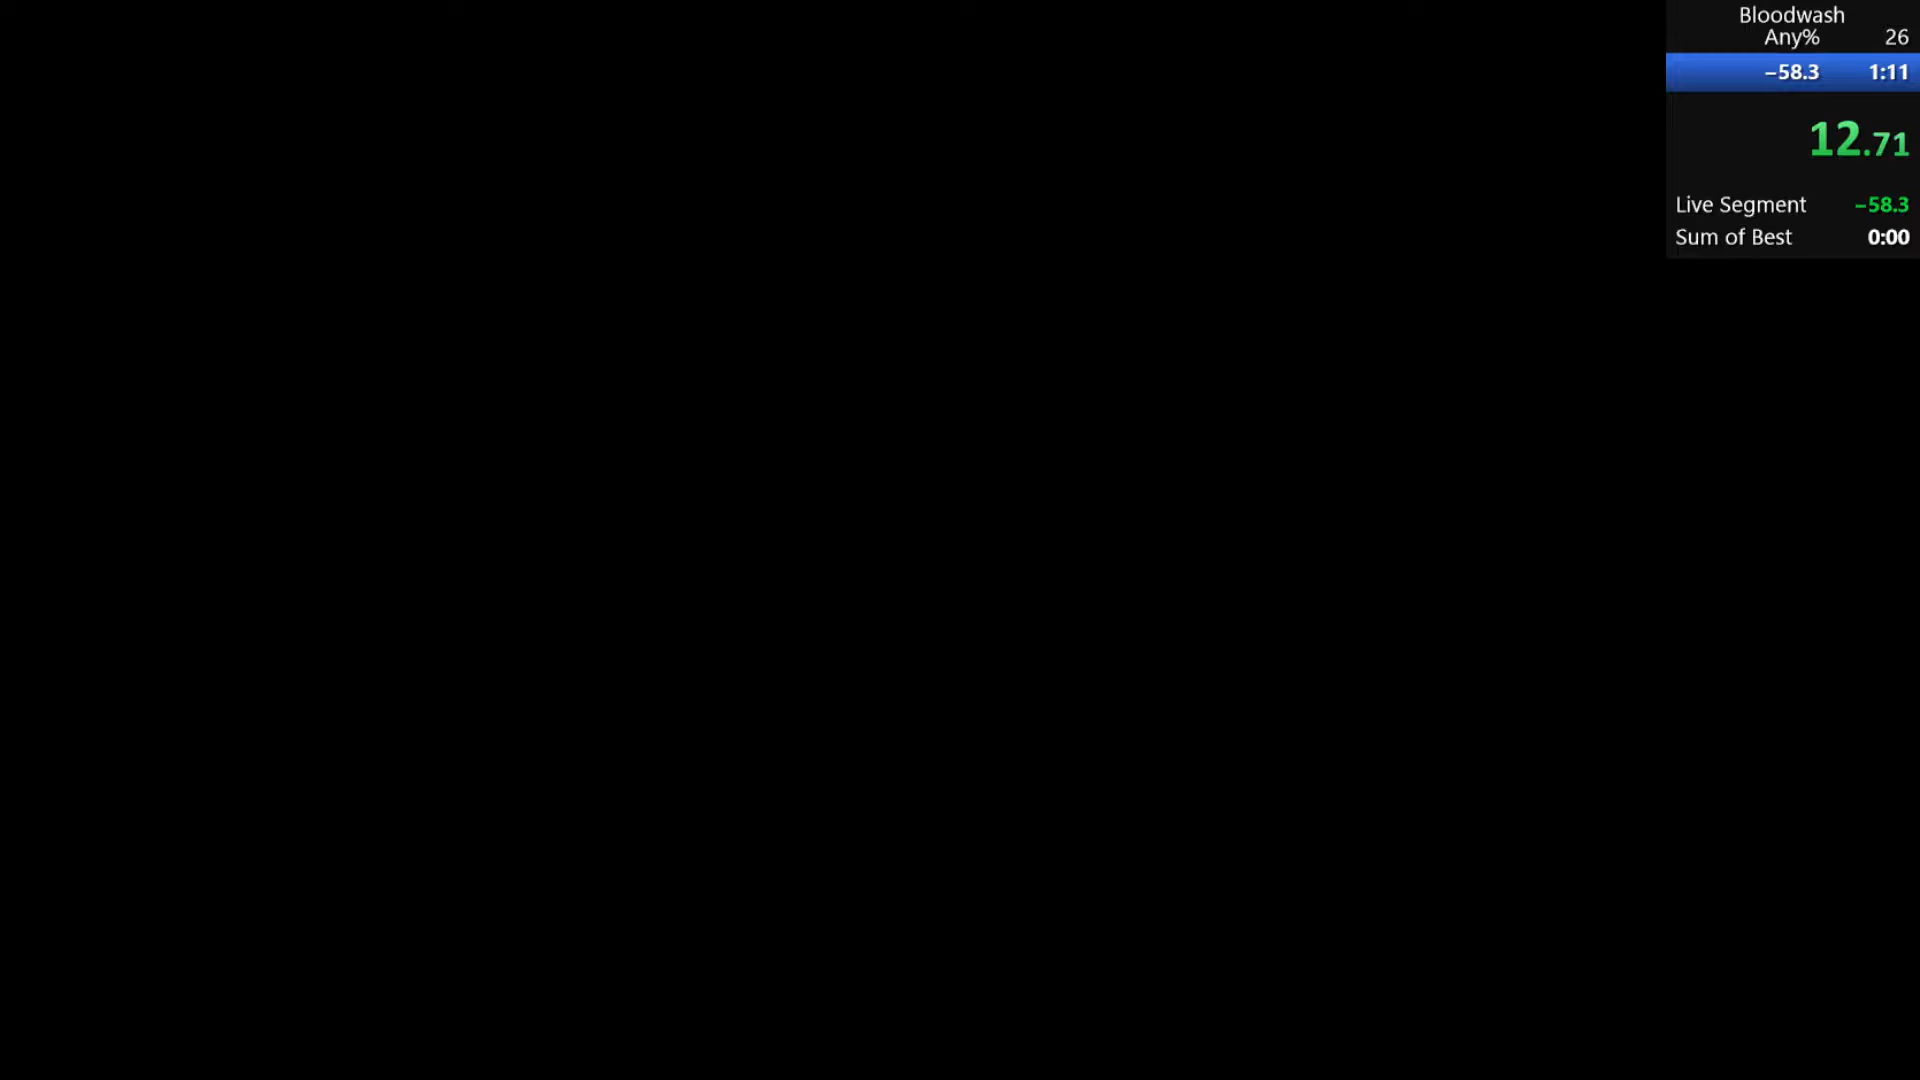 Bloodwash
Any% 26
−58.3 1:11
12.71
Live Segment −58.3
Sum of Best 0:00